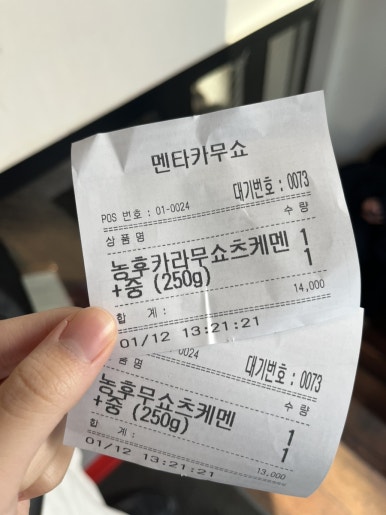 멘타카무쇼
POS 번호 : 01-0024 대기번호 : 0073
상품명 수량
농후카라무쇼츠케멘 1
+중 (250g) 1
합 계 : 14,000
01/12 13:21:21
0024 대기번호 : 0073
품명 수량
농후무쇼츠케멘 1
+중 (250g) 1
합 계 : 13,000
01/12 13:21:21